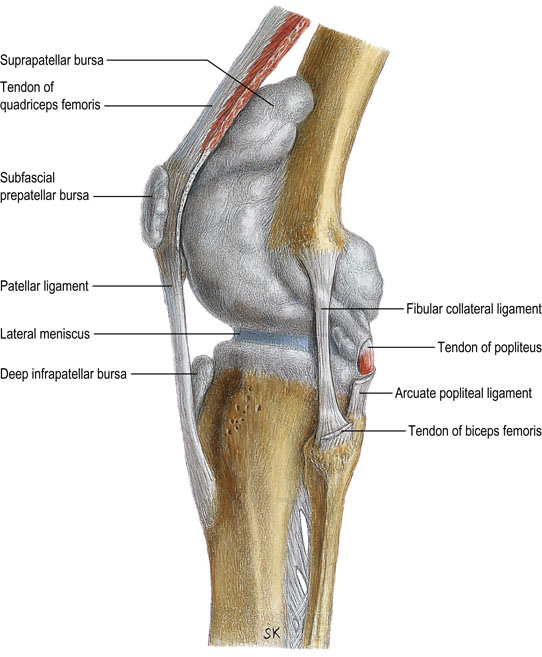 Suprapatellar bursa
Tendon of
quadriceps femoris
Subfascial
prepatellar bursa
Patellar ligament
Lateral meniscus
Deep infrapatellar bursa
Fibular collateral ligament
Tendon of popliteus
Arcuate popliteal ligament
Tendon of biceps femoris
SK